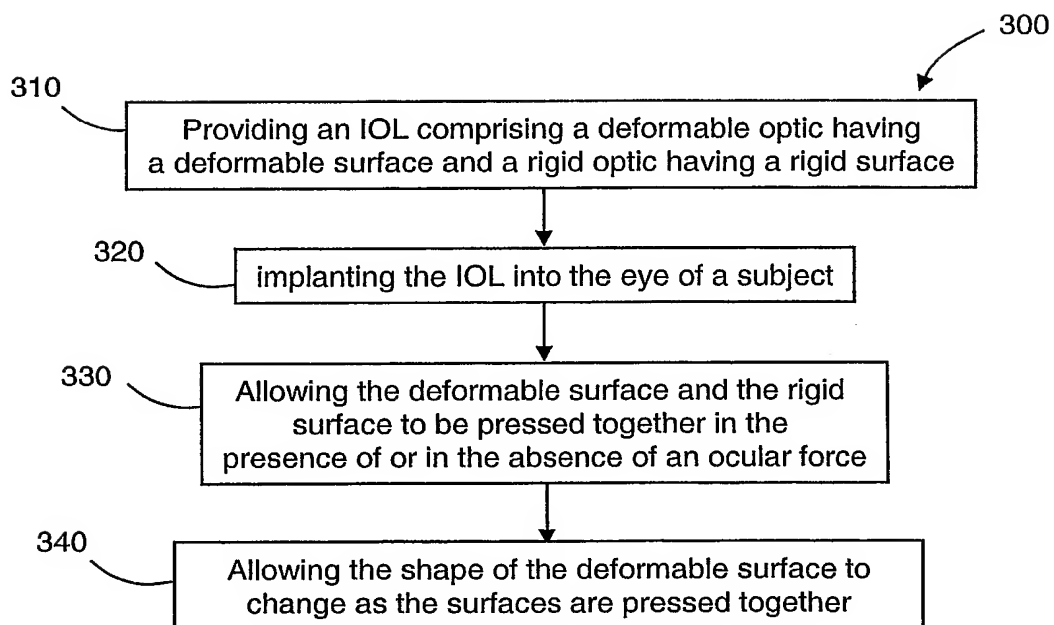 300
310
Providing an IOL comprising a deformable optic having
a deformable surface and a rigid optic having a rigid surface
320
implanting the IOL into the eye of a subject
330
Allowing the deformable surface and the rigid
surface to be pressed together in the
presence of or in the absence of an ocular force
340
Allowing the shape of the deformable surface to
change as the surfaces are pressed together